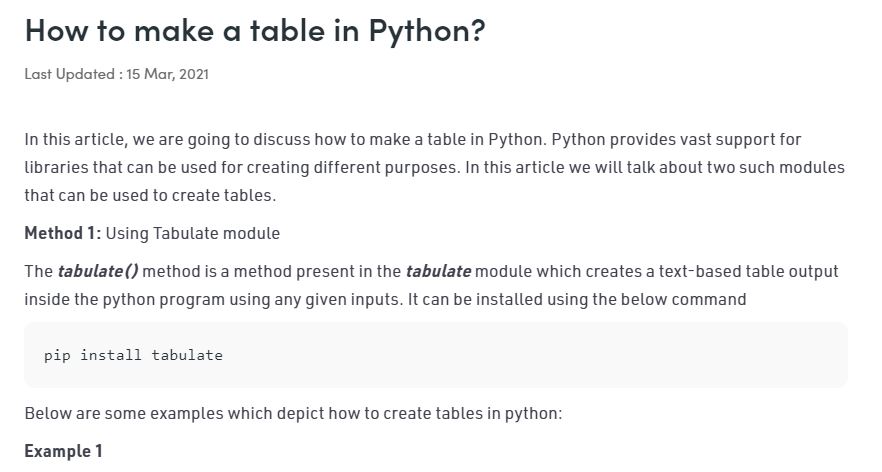 How to make a table in Python?
Last Updated : 15 Mar, 2021
In this article, we are going to discuss how to make a table in Python. Python provides vast support for
libraries that can be used for creating different purposes. In this article we will talk about two such modules
that can be used to create tables.
Method 1: Using Tabulate module
The tabulate() method is a method present in the tabulate module which creates a text-based table output
inside the python program using any given inputs. It can be installed using the below command
pip install tabulate
Below are some examples which depict how to create tables in python:
Example 1